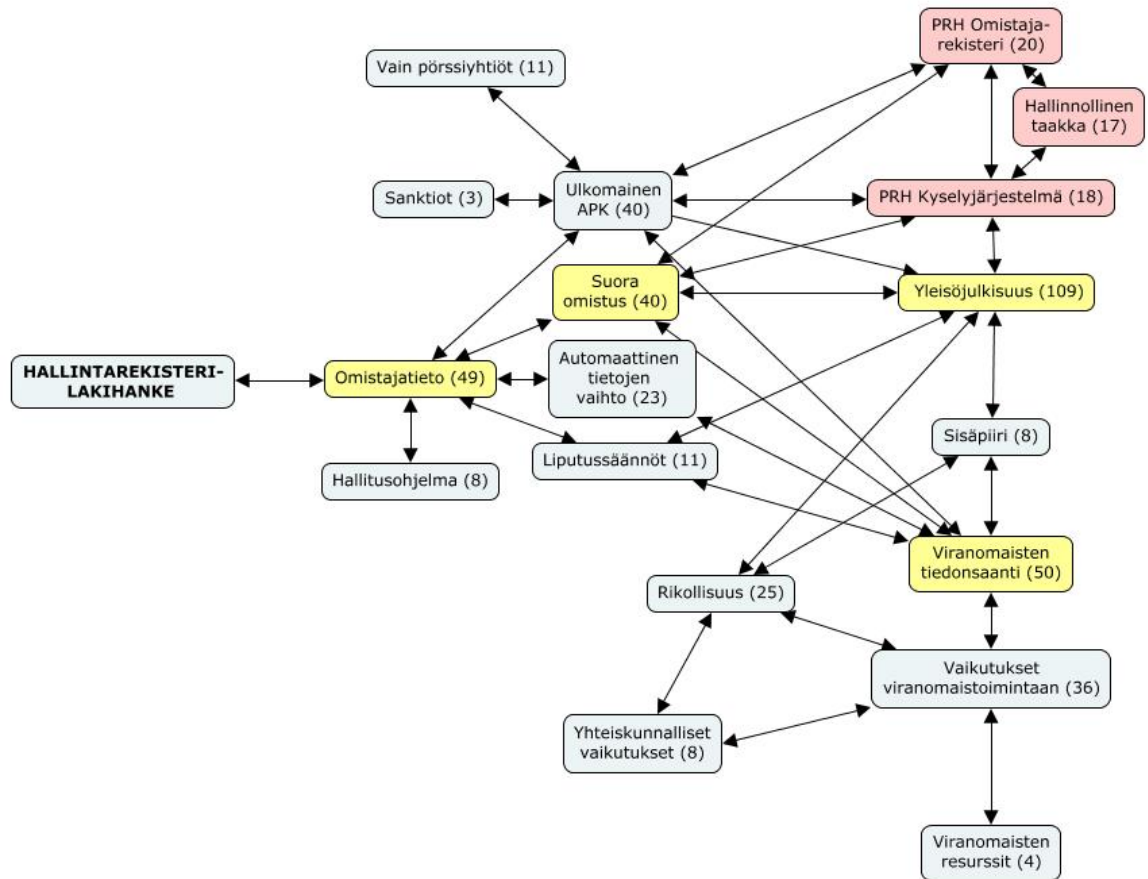 PRH Omistaja-
rekisteri (20)
Vain pörssiyhtiöt (11)
Hallinnollinen
taakka (17)
Sanktiot (3)
Ulkomainen
APK (40)
PRH Kyselyjärjestelmä (18)
Suora
omistus (40)
Yleisöjulkisuus (109)
HALLINTAREKISTERI-
LAKIHANKE
Omistajatieto (49)
Automaattinen
tietojen
vaihto (23)
Sisäpiiri (8)
Liputussäännöt (11)
Hallitusohjelma (8)
Viranomaisten
tiedonsaanti (50)
Rikollisuus (25)
Vaikutukset
viranomaistoimintaan (36)
Yhteiskunnalliset
vaikutukset (8)
Viranomaisten
resurssit (4)